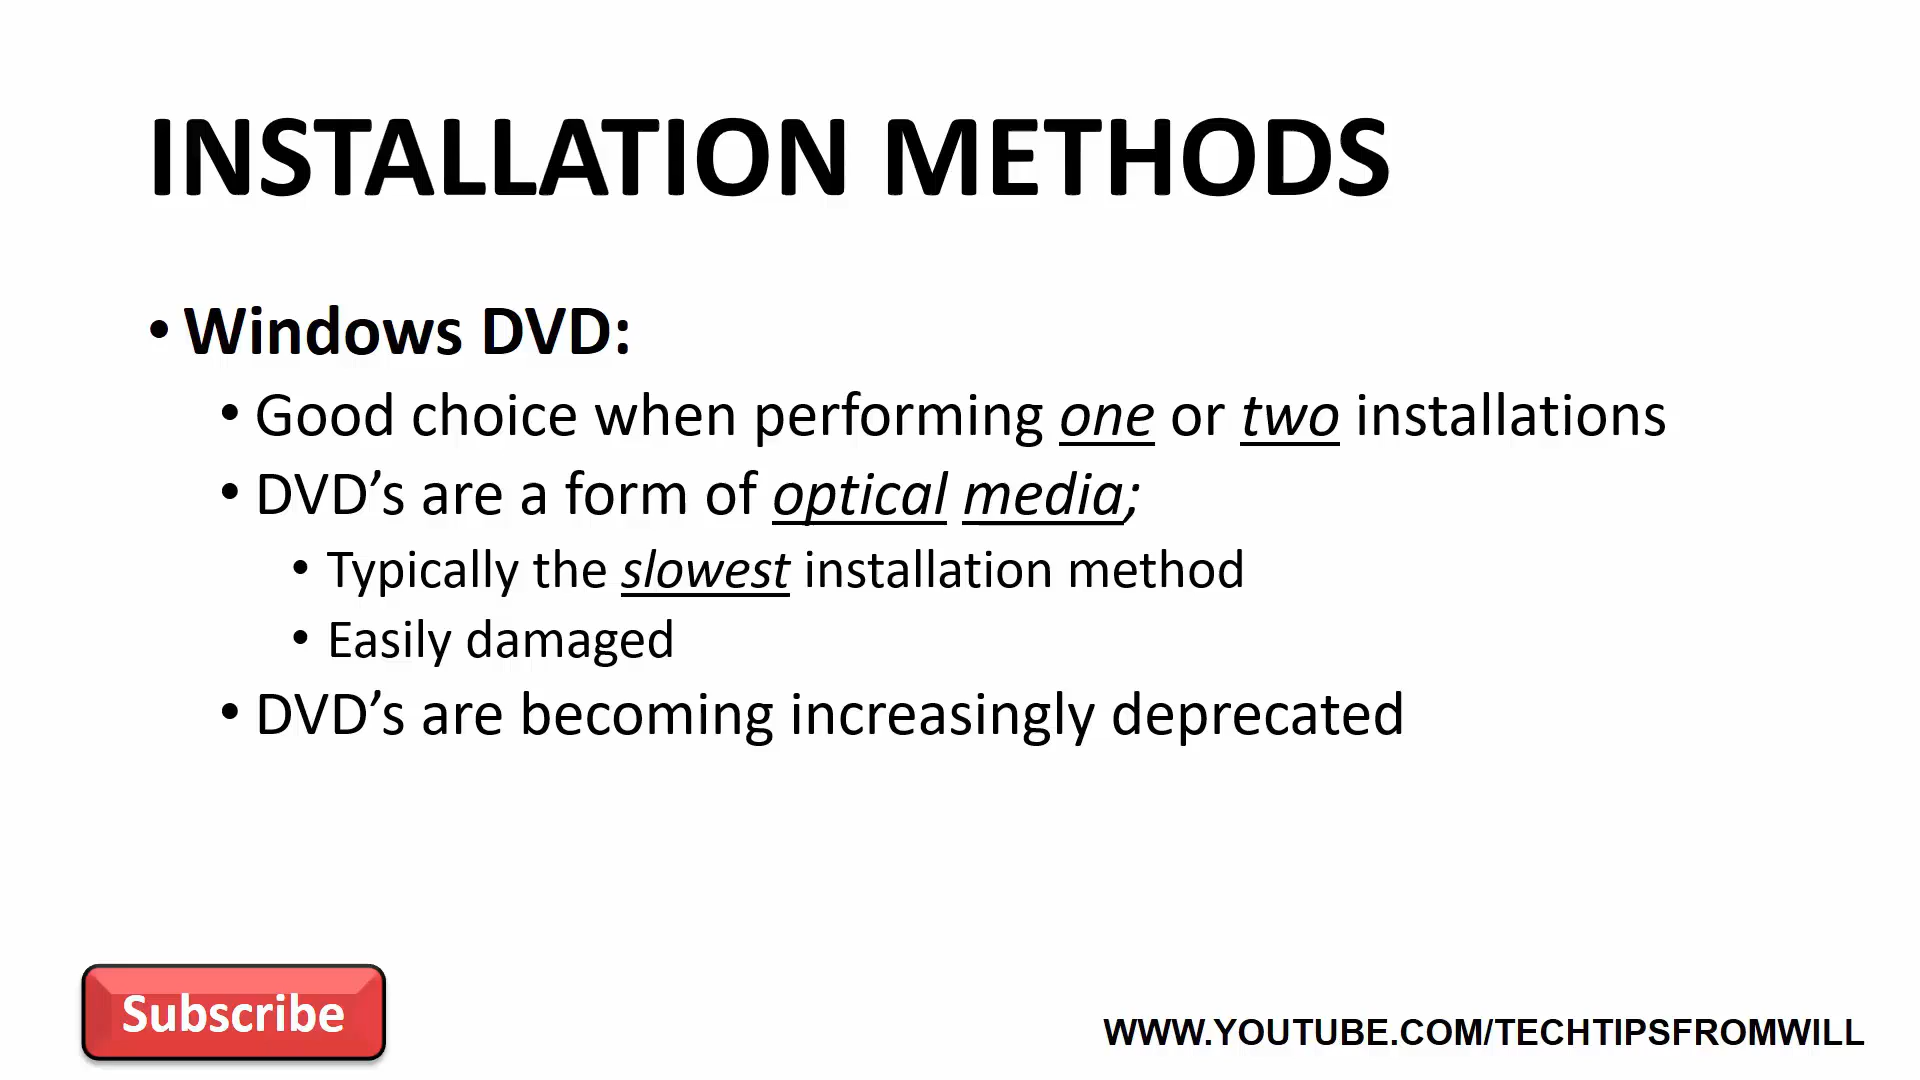 INSTALLATION METHODS
• Windows DVD:
• Good choice when performing one or two installations
• DVD’s are a form of optical media;
• Typically the slowest installation method
• Easily damaged
• DVD’s are becoming increasingly deprecated
Subscribe
WWW.YOUTUBE.COM/TECHTIPSFROMWILL